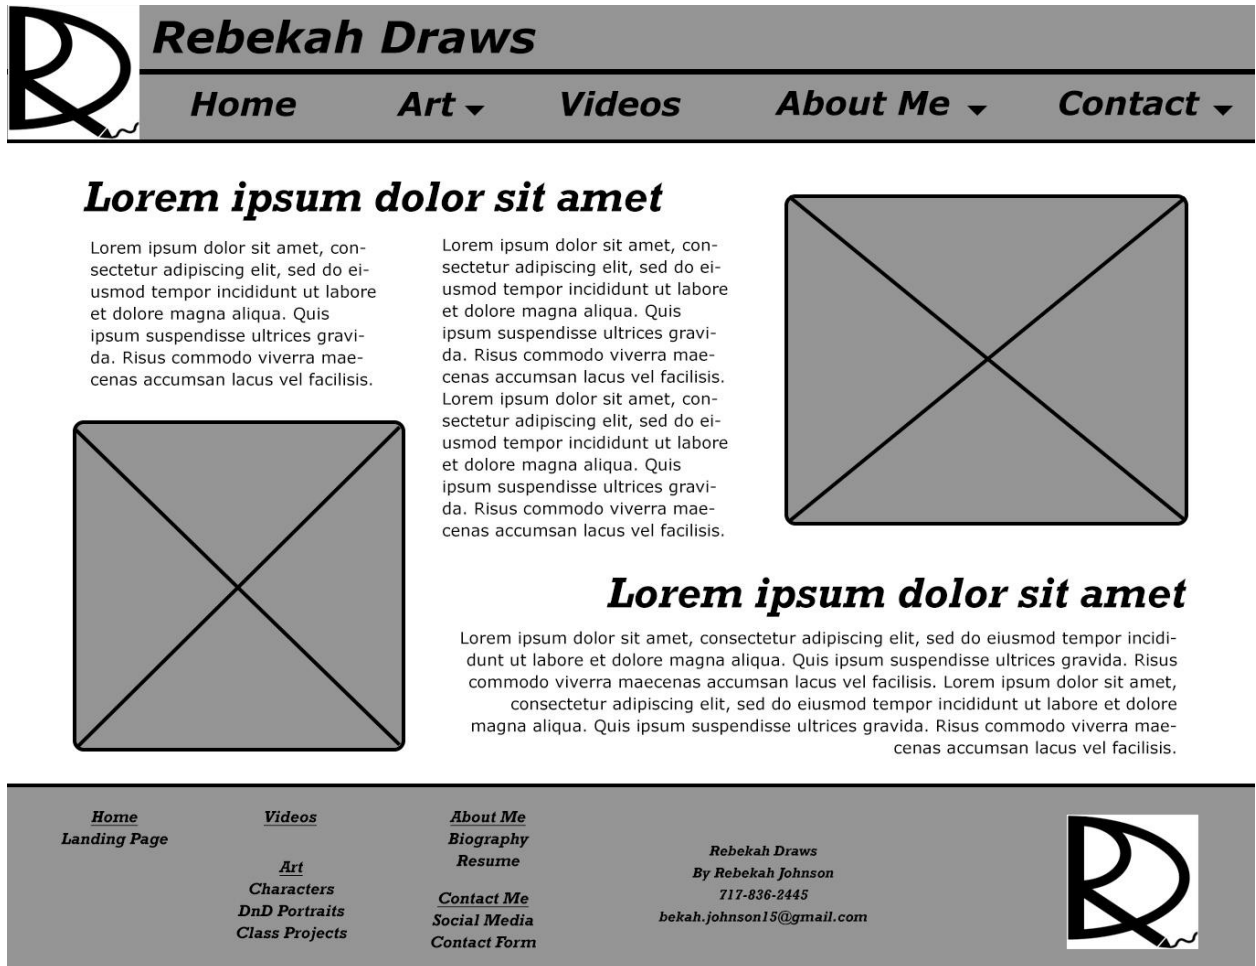 Rebekah Draws
Home Art Videos About Me Contact
Lorem ipsum dolor sit amet
Lorem ipsum dolor sit amet, con-
sectetur adipiscing elit, sed do ei-
usmod tempor incididunt ut labore
et dolore magna aliqua. Quis
ipsum suspendisse ultrices gravi-
da. Risus commodo viverra mae-
cenas accumsan lacus vel facilisis.
Lorem ipsum dolor sit amet, con-
sectetur adipiscing elit, sed do ei-
usmod tempor incididunt ut labore
et dolore magna aliqua. Quis
ipsum suspendisse ultrices gravi-
da. Risus commodo viverra mae-
cenas accumsan lacus vel facilisis.
Lorem ipsum dolor sit amet, con-
sectetur adipiscing elit, sed do ei-
usmod tempor incididunt ut labore
et dolore magna aliqua. Quis
ipsum suspendisse ultrices gravi-
da. Risus commodo viverra mae-
cenas accumsan lacus vel facilisis.
Lorem ipsum dolor sit amet
Lorem ipsum dolor sit amet, consectetur adipiscing elit, sed do eiusmod tempor incidi-
dunt ut labore et dolore magna aliqua. Quis ipsum suspendisse ultrices gravida. Risus
commodo viverra maecenas accumsan lacus vel facilisis. Lorem ipsum dolor sit amet,
consectetur adipiscing elit, sed do eiusmod tempor incididunt ut labore et dolore
magna aliqua. Quis ipsum suspendisse ultrices gravida. Risus commodo viverra mae-
cenas accumsan lacus vel facilisis.
Home
Landing Page
Videos
Art
Characters
DnD Portraits
Class Projects
About Me
Biography
Resume
Contact Me
Social Media
Contact Form
Rebekah Draws
By Rebekah Johnson
717-836-2445
bekah.johnson15@gmail.com